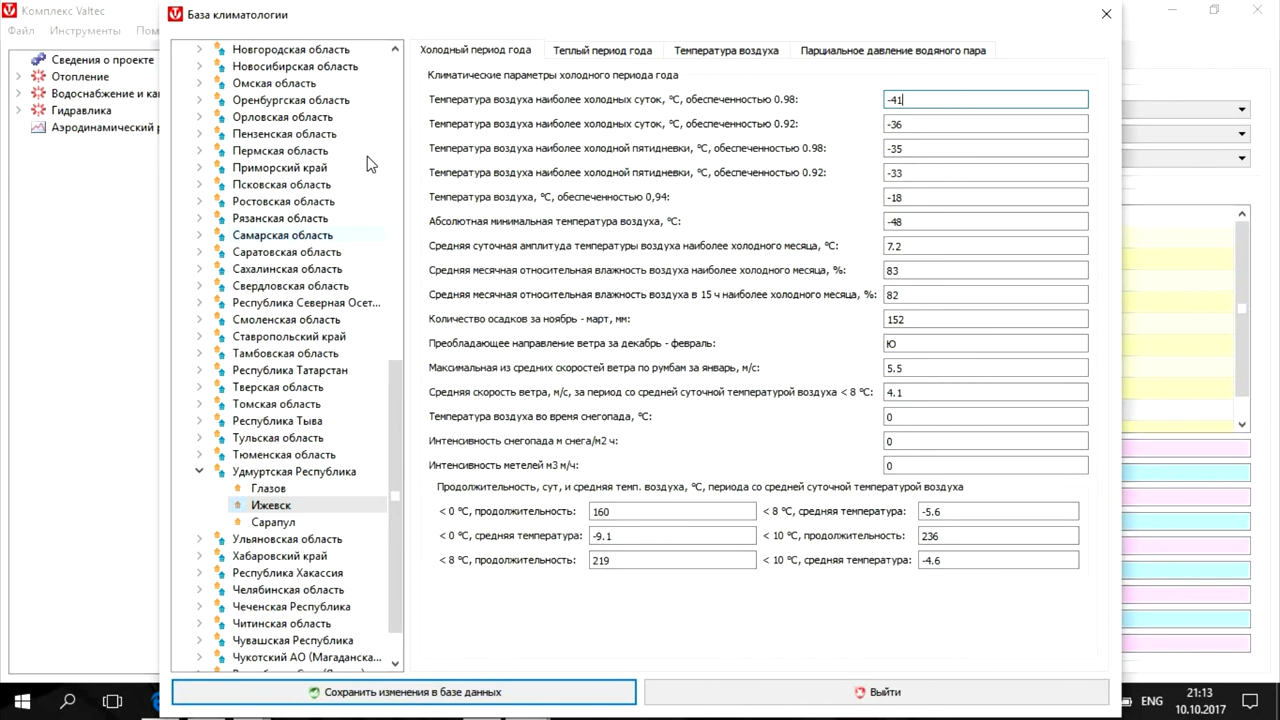 Комплекс Valtec
Файл Инструменты Пом
Сведения о проекте
Отопление
Водоснабжение и ка
Гидравлика
Аэродинамический р
База климатологии
Новгородская область
Новосибирская область
Омская область
Оренбургская область
Орловская область
Пензенская область
Пермская область
Приморский край
Псковская область
Ростовская область
Рязанская область
Самарская область
Саратовская область
Сахалинская область
Свердловская область
Республика Северная Осет...
Смоленская область
Ставропольский край
Тамбовская область
Республика Татарстан
Тверская область
Томская область
Республика Тыва
Тульская область
Тюменская область
Удмуртская Республика
Глазов
Ижевск
Сарапул
Ульяновская область
Хабаровский край
Республика Хакассия
Челябинская область
Чеченская Республика
Читинская область
Чувашская Республика
Чукотский АО (Магаданска...
Холодный период года Теплый период года Температура воздуха Парциальное давление водяного пара
Климатические параметры холодного периода года
Температура воздуха наиболее холодных суток, °С, обеспеченностью 0.98: -41
Температура воздуха наиболее холодных суток, °С, обеспеченностью 0.92: -36
Температура воздуха наиболее холодной пятидневки, °С, обеспеченностью 0.98: -35
Температура воздуха наиболее холодной пятидневки, °С, обеспеченностью 0.92: -33
Температура воздуха, °С, обеспеченностью 0,94: -18
Абсолютная минимальная температура воздуха, °С: -48
Средняя суточная амплитуда температуры воздуха наиболее холодного месяца, °С: 7.2
Средняя месячная относительная влажность воздуха наиболее холодного месяца, %: 83
Средняя месячная относительная влажность воздуха в 15 ч наиболее холодного месяца, %: 82
Количество осадков за ноябрь - март, мм: 152
Преобладающее направление ветра за декабрь - февраль: Ю
Максимальная из средних скоростей ветра по румбам за январь, м/с: 5.5
Средняя скорость ветра, м/с, за период со средней суточной температурой воздуха < 8 °С: 4.1
Температура воздуха во время снегопада, °С: 0
Интенсивность снегопада м снега/м2 ч: 0
Интенсивность метелей м3 м/ч: 0
Продолжительность, сут, и средняя темп. воздуха, °С, периода со средней суточной температурой воздуха
< 0 °С, продолжительность: 160 < 8 °С, средняя температура: -5.6
< 0 °С, средняя температура: -9.1 < 10 °С, продолжительность: 236
< 8 °С, продолжительность: 219 < 10 °С, средняя температура: -4.6
Сохранить изменения в базе данных Выйти
ENG 21:13
10.10.2017